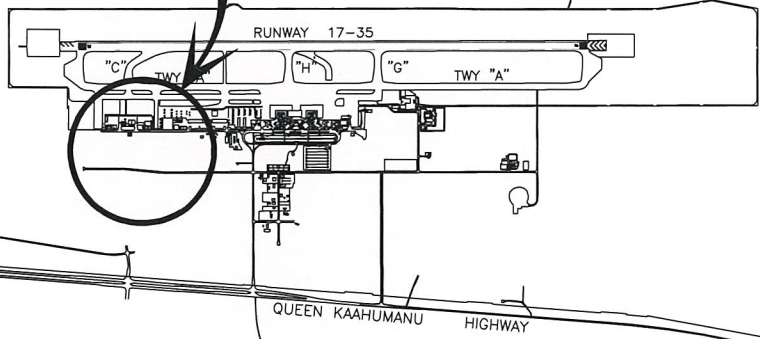 RUNWAY 17-35
"C"
TWY "A"
"H"
"G"
TWY "A"
QUEEN KAAHUMANU HIGHWAY